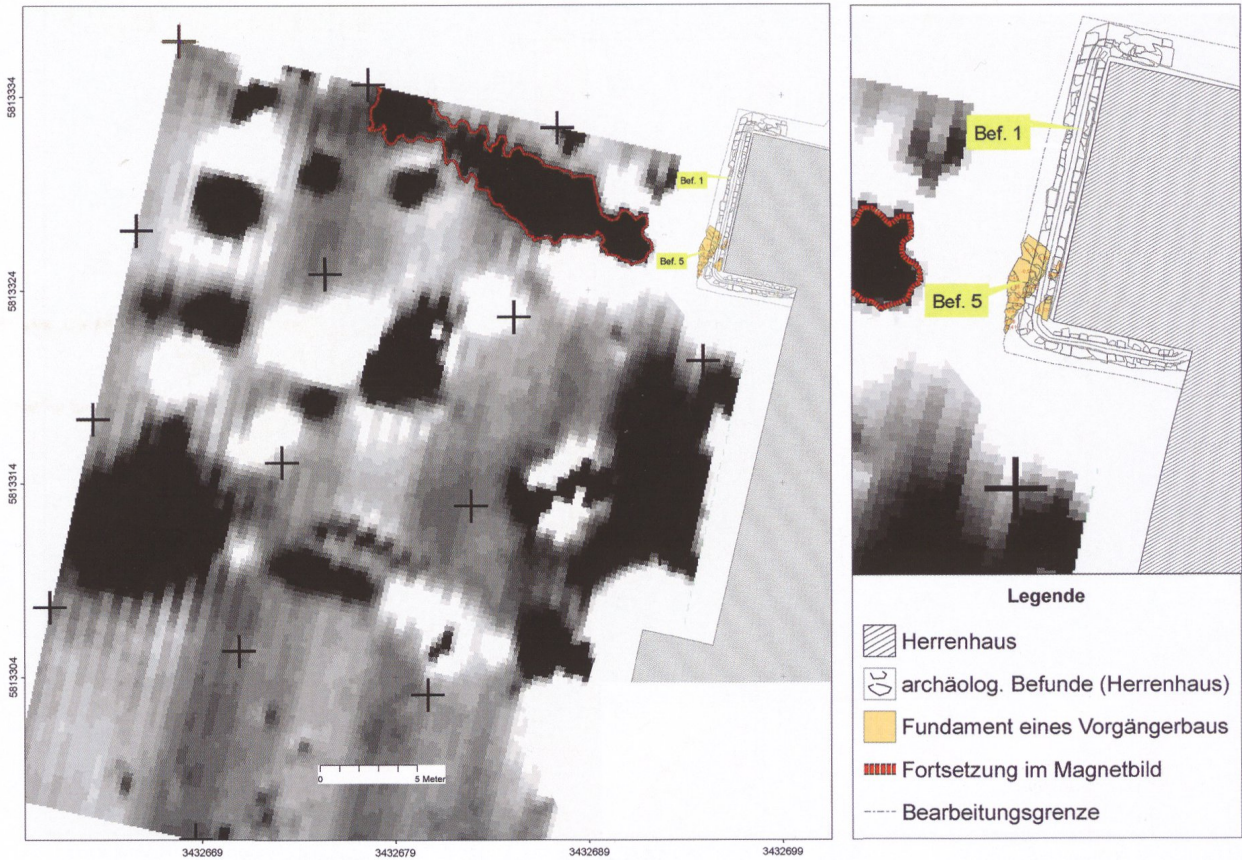 5813334
5813324
5813314
5813304
Bef. 1
Bef. 5
0
5 Meter
3432669
3432679
3432689
3432699
Bef. 1
Bef. 5
Legende
Herrenhaus
archäolog. Befunde (Herrenhaus)
Fundament eines Vorgängerbaus
Fortsetzung im Magnetbild
Bearbeitungsgrenze